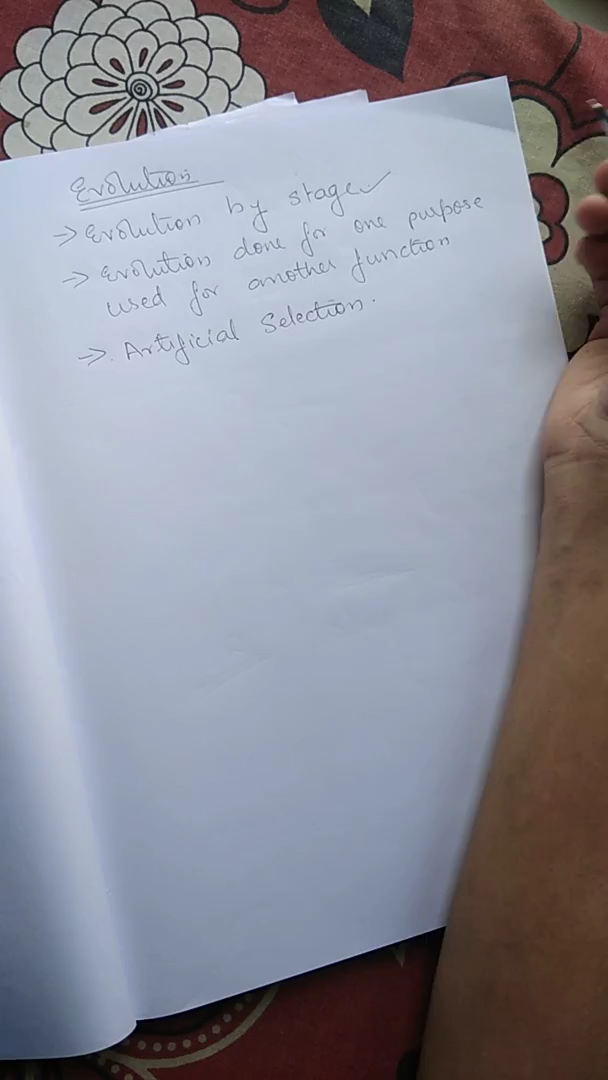 Evolution
→ Evolution by stage ✓
→ Evolution done for one purpose
used for another function
→. Artificial Selection.